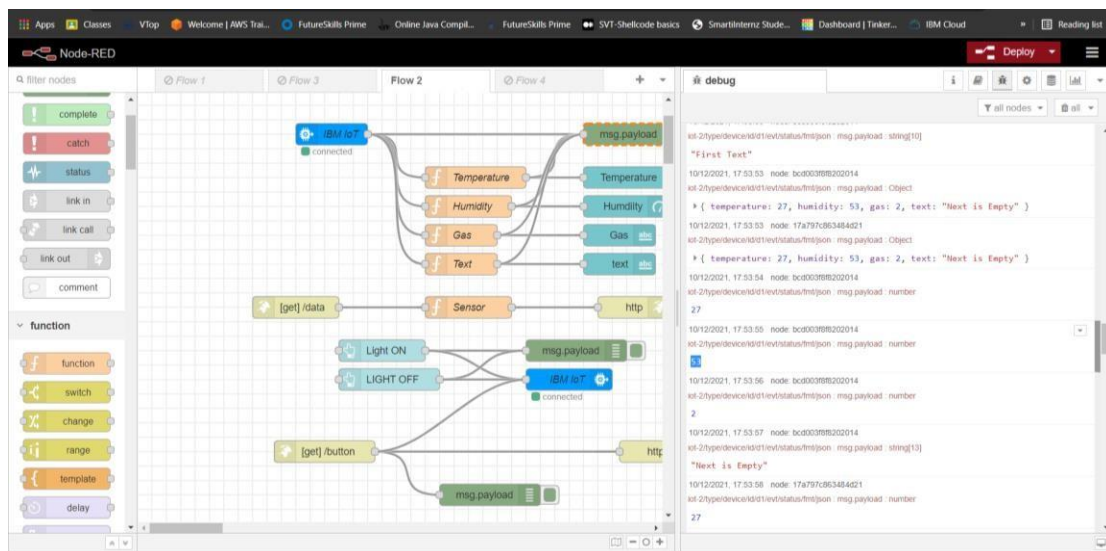 Apps Classes VTop Welcome | AWS Trai... FutureSkills Prime Online Java Compil... FutureSkills Prime SVT-Shellcode basics SmartiInternz Stude... Dashboard | Tinker... IBM Cloud » Reading list
Node-RED Deploy
filter nodes
Flow 1 Flow 3 Flow 2 Flow 4
debug
all nodes all
complete
catch
status
link in
link call
link out
comment
function
function
switch
change
range
template
delay
IBM IoT
connected
msg.payload
Temperature Temperature
Humidity Humdilty
Gas Gas abc
Text text abc
[get] /data Sensor http
Light ON msg.payload
LIGHT OFF IBM IoT
connected
[get] /button http
msg.payload
iot-2/type/device/id/d1/evt/status/fmt/json : msg.payload : string[10]
"First Text"
10/12/2021, 17:53:53 node: bcd003f8f8202014
iot-2/type/device/id/d1/evt/status/fmt/json : msg.payload : Object
{ temperature: 27, humidity: 53, gas: 2, text: "Next is Empty" }
10/12/2021, 17:53:53 node: 17a797c863484d21
iot-2/type/device/id/d1/evt/status/fmt/json : msg.payload : Object
{ temperature: 27, humidity: 53, gas: 2, text: "Next is Empty" }
10/12/2021, 17:53:54 node: bcd003f8f8202014
iot-2/type/device/id/d1/evt/status/fmt/json : msg.payload : number
27
10/12/2021, 17:53:55 node: bcd003f8f8202014
iot-2/type/device/id/d1/evt/status/fmt/json : msg.payload : number
53
10/12/2021, 17:53:56 node: bcd003f8f8202014
iot-2/type/device/id/d1/evt/status/fmt/json : msg.payload : number
2
10/12/2021, 17:53:57 node: bcd003f8f8202014
iot-2/type/device/id/d1/evt/status/fmt/json : msg.payload : string[13]
"Next is Empty"
10/12/2021, 17:53:58 node: 17a797c863484d21
iot-2/type/device/id/d1/evt/status/fmt/json : msg.payload : number
27